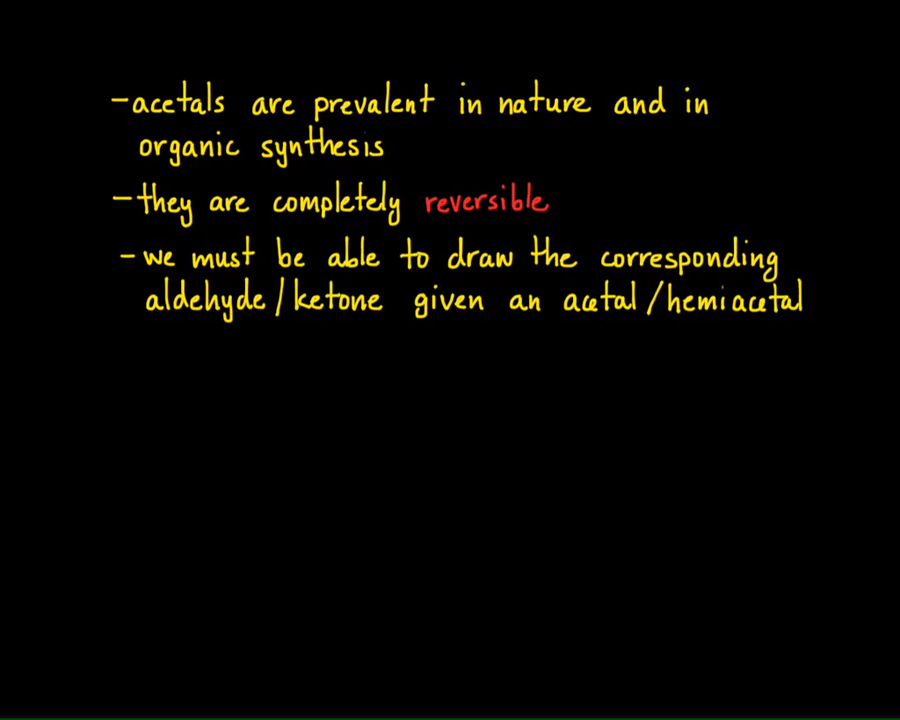 - acetals are prevalent in nature and in
organic synthesis
- they are completely reversible
- we must be able to draw the corresponding
aldehyde/ketone given an acetal/hemiacetal